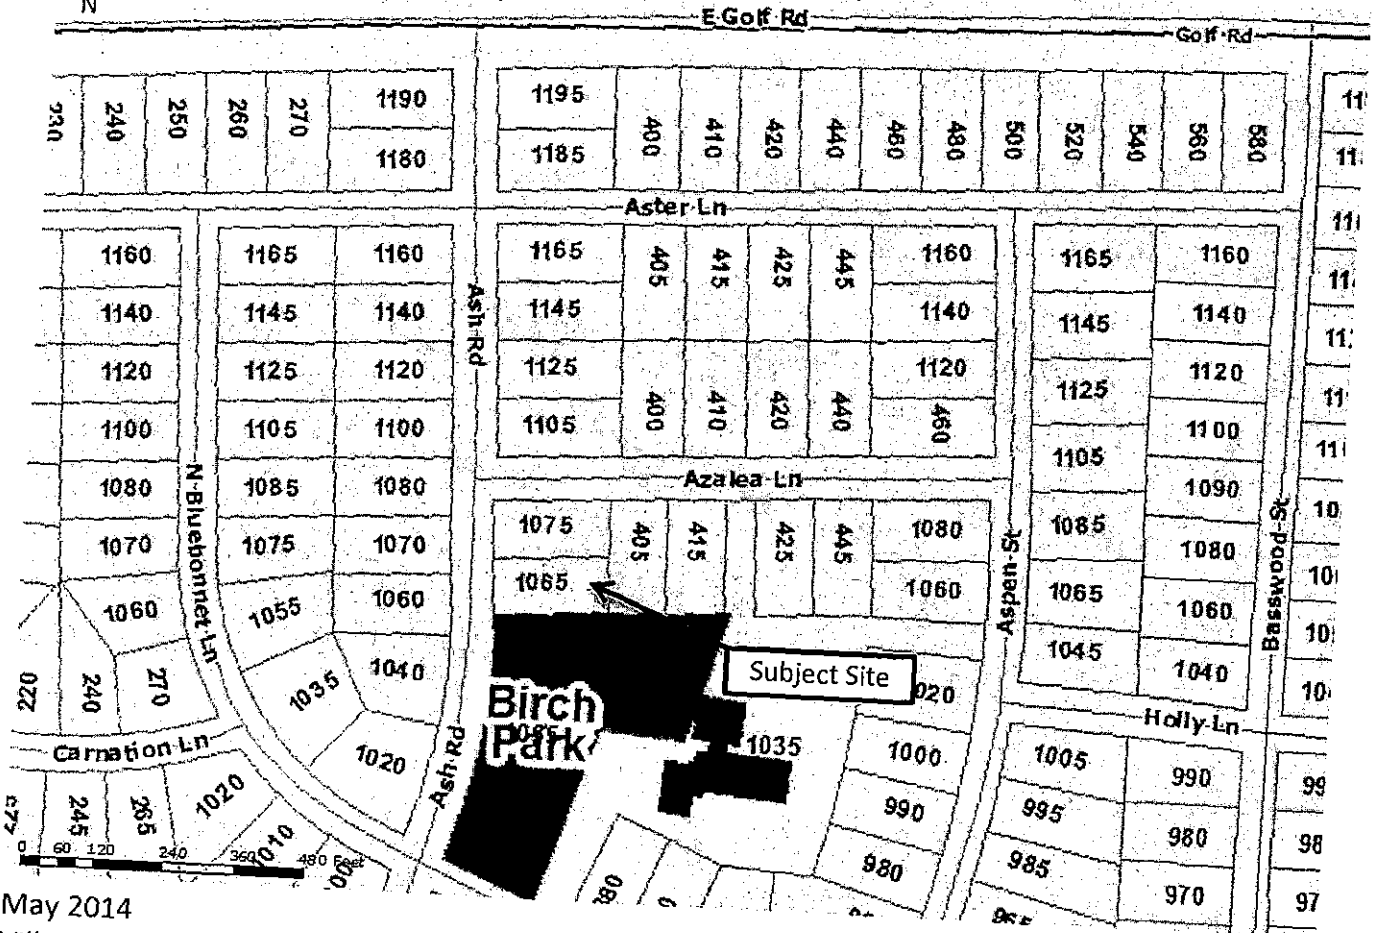 N
E Golf Rd
Golf Rd
230 240 250 260 270 1190 1195 400 410 420 440 460 480 500 520 540 560 580
1180 1185
Aster Ln
1160 1165 1160 1165 405 415 425 445 1160 1165 1160
1140 1145 1140 1145 1140 1145 1140
Ash Rd
1120 1125 1120 1125 1120 1125 1120
1100 1105 1100 1105 400 410 420 440 460 1105 1100
Azalea Ln
1080 1085 1080 1075 405 415 425 445 1080 1085 1090
N Bluebonnet Ln
Aspen St
Basswood St
1070 1075 1070 1065 1060 1065 1080
1060 1055 1060 1045 1060
220 240 270 1035 1040 Subject Site 020 1040
Birch
Park
Holly Ln
Carnation Ln
Ash Rd
1020 1035 1000 1005 990
245 265 1020 990 995 980
1010 980 985 970
965
0 60 120 240 360 480 Feet
99
98
97
May 2014